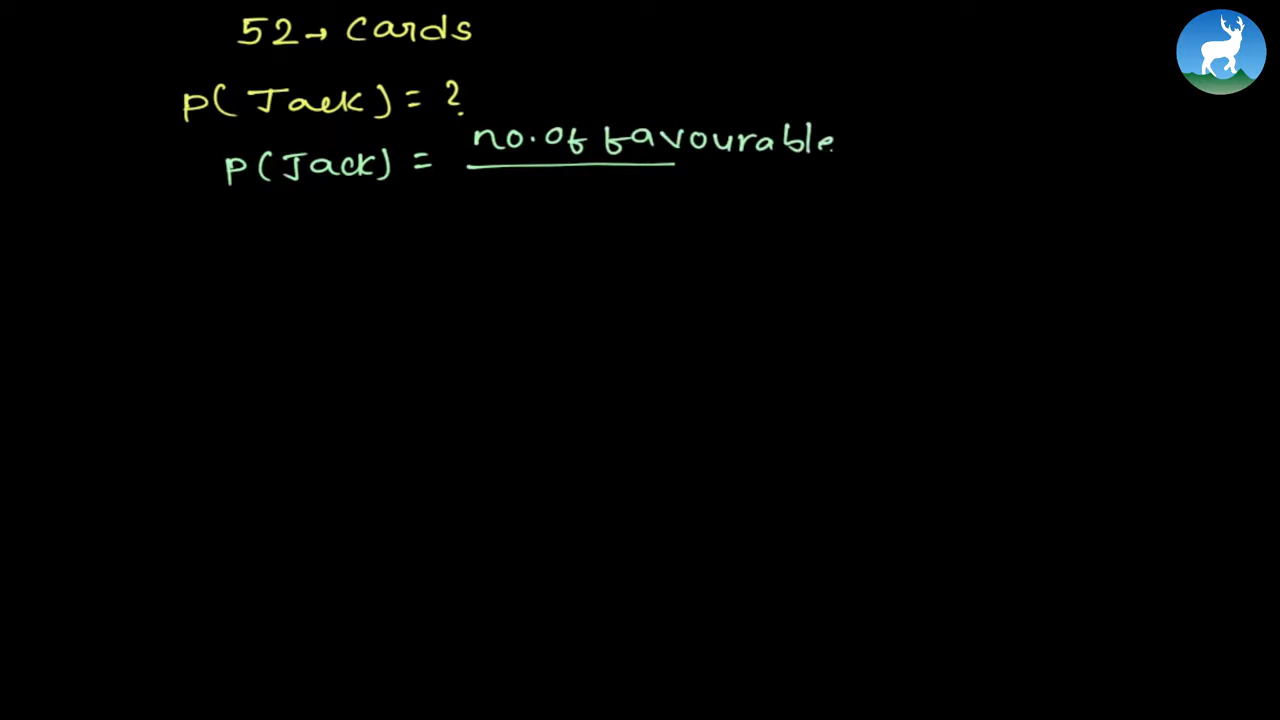 52→ cards
P(Jack) = ?
P(Jack) = no. of favourable